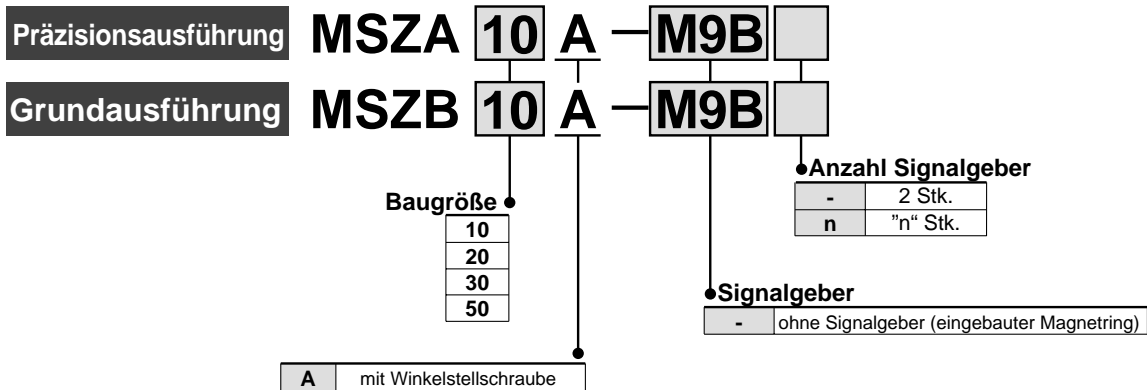 Präzisionsausführung MSZA 10 A — M9B
Grundausführung MSZB 10 A — M9B
Anzahl Signalgeber
- 2 Stk.
n ”n“ Stk.
Baugröße
10
20
30
50
Signalgeber
- ohne Signalgeber (eingebauter Magnetring)
A mit Winkelstellschraube